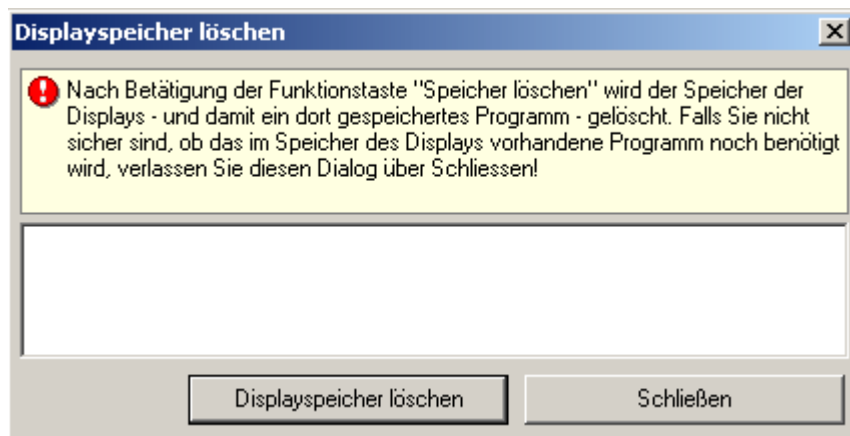 Displayspeicher löschen
Nach Betätigung der Funktionstaste "Speicher löschen" wird der Speicher der
Displays - und damit ein dort gespeichertes Programm - gelöscht. Falls Sie nicht
sicher sind, ob das im Speicher des Displays vorhandene Programm noch benötigt
wird, verlassen Sie diesen Dialog über Schliessen!
Displayspeicher löschen
Schließen